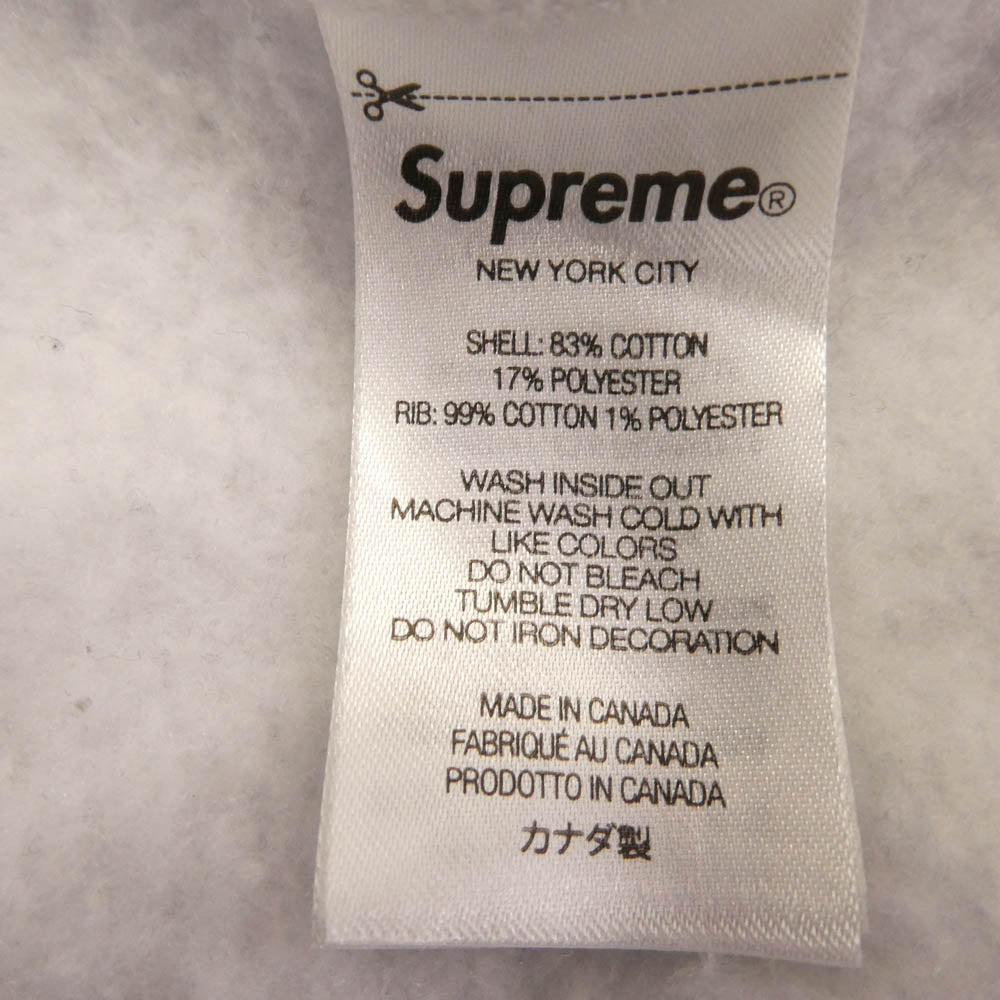 Supreme®
NEW YORK CITY
SHELL: 83% COTTON
17% POLYESTER
RIB: 99% COTTON 1% POLYESTER
WASH INSIDE OUT
MACHINE WASH COLD WITH
LIKE COLORS
DO NOT BLEACH
TUMBLE DRY LOW
DO NOT IRON DECORATION
MADE IN CANADA
FABRIQUÉ AU CANADA
PRODOTTO IN CANADA
カナダ製